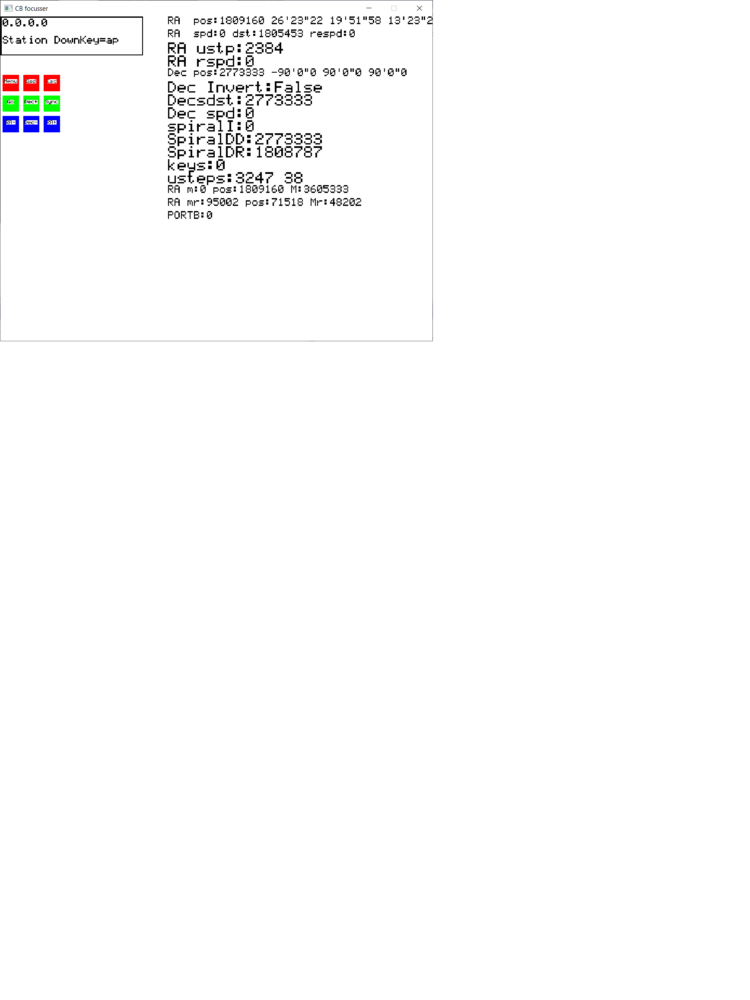 CB focusser
0.0.0.0
Station DownKey=ap
Menu Spd Esc
Go Dec+ Sync
RA- Dec- RA+
RA  pos:1809160 26'23"22 19'51"58 13'23"2
RA  spd:0 dst:1805453 respd:0
RA ustp:2384
RA rspd:0
Dec pos:2773333 -90'0"0 90'0"0 90'0"0
Dec Invert:False
Decsdst:2773333
Dec spd:0
spiralI:0
SpiralDD:2773333
SpiralDR:1808787
keys:0
usteps:3247 38
RA m:0 pos:1809160 M:3605333
RA mr:95002 pos:71518 Mr:48202
PORTB:0